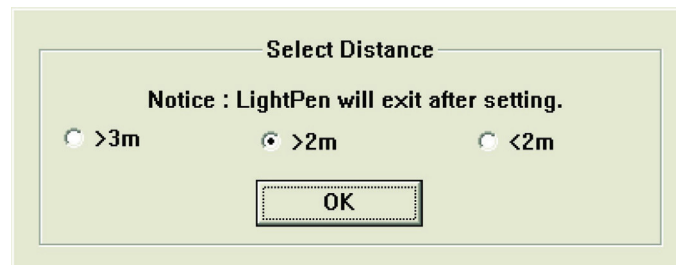 Select Distance
Notice : LightPen will exit after setting.
>3m >2m <2m
OK